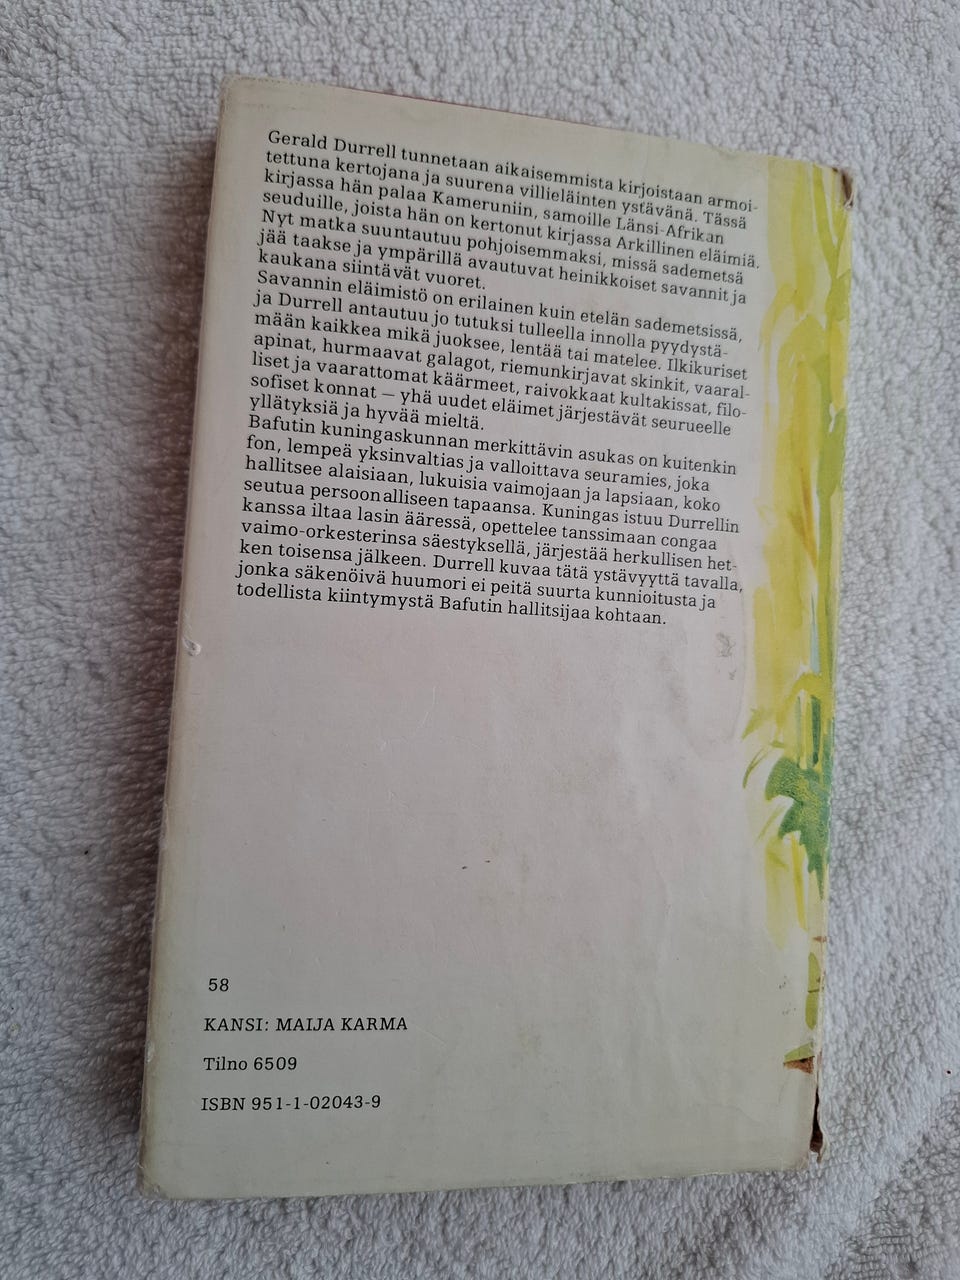 Gerald Durrell tunnetaan aikaisemmista kirjoistaan armoi-
tettuna kertojana ja suurena villieläinten ystävänä. Tässä
kirjassa hän palaa Kameruniin, samoille Länsi-Afrikan
seuduille, joista hän on kertonut kirjassa Arkillinen eläimiä.
Nyt matka suuntautuu pohjoisemmaksi, missä sademetsä
jää taakse ja ympärillä avautuvat heinikkoiset savannit ja
kaukana siintävät vuoret.
Savannin eläimistö on erilainen kuin etelän sademetsissä,
ja Durrell antautuu jo tutuksi tulleella innolla pyydystä-
mään kaikkea mikä juoksee, lentää tai matelee. Ilkikuriset
apinat, hurmaavat galagot, riemunkirjavat skinkit, vaaral-
liset ja vaarattomat käärmeet, raivokkaat kultakissat, filo-
sofiset konnat — yhä uudet eläimet järjestävät seurueelle
yllätyksiä ja hyvää mieltä.
Bafutin kuningaskunnan merkittävin asukas on kuitenkin
fon, lempeä yksinvaltias ja valloittava seuramies, joka
hallitsee alaisiaan, lukuisia vaimojaan ja lapsiaan, koko
seutua persoonalliseen tapaansa. Kuningas istuu Durrellin
kanssa iltaa lasin ääressä, opettelee tanssimaan congaa
vaimo-orkesterinsa säestyksellä, järjestää herkullisen het-
ken toisensa jälkeen. Durrell kuvaa tätä ystävyyttä tavalla,
jonka säkenöivä huumori ei peitä suurta kunnioitusta ja
todellista kiintymystä Bafutin hallitsijaa kohtaan.
58
KANSI: MAIJA KARMA
Tilno 6509
ISBN 951-1-02043-9